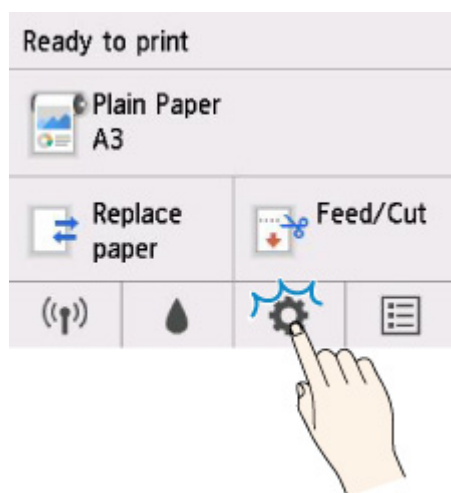 Ready to print
Plain Paper
A3
Replace
paper
Feed/Cut